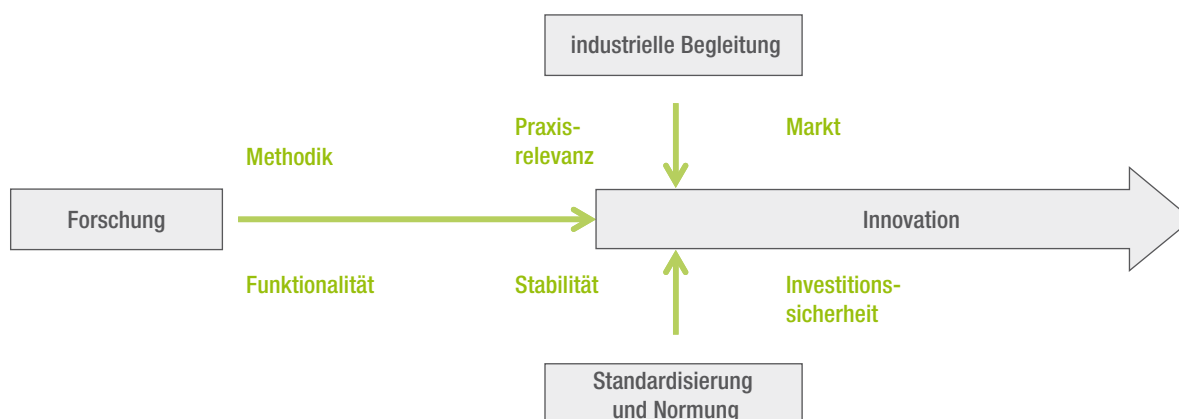 industrielle Begleitung
Praxis-
relevanz
Markt
Methodik
Forschung
Innovation
Funktionalität
Stabilität
Investitions-
sicherheit
Standardisierung
und Normung